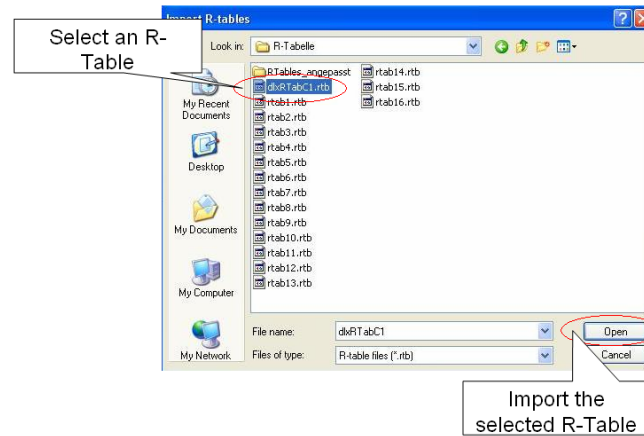 Import R-tables
Select an R-
Table
Look in:
R-Tabelle
RTables_angepasst
dlxRTabC1.rtb
rtab1.rtb
rtab2.rtb
rtab3.rtb
rtab4.rtb
rtab5.rtb
rtab6.rtb
rtab7.rtb
rtab8.rtb
rtab9.rtb
rtab10.rtb
rtab11.rtb
rtab12.rtb
rtab13.rtb
rtab14.rtb
rtab15.rtb
rtab16.rtb
My Recent
Documents
Desktop
My Documents
My Computer
My Network
File name:
dlxRTabC1
Open
Files of type:
R-table files (*.rtb)
Cancel
Import the
selected R-Table